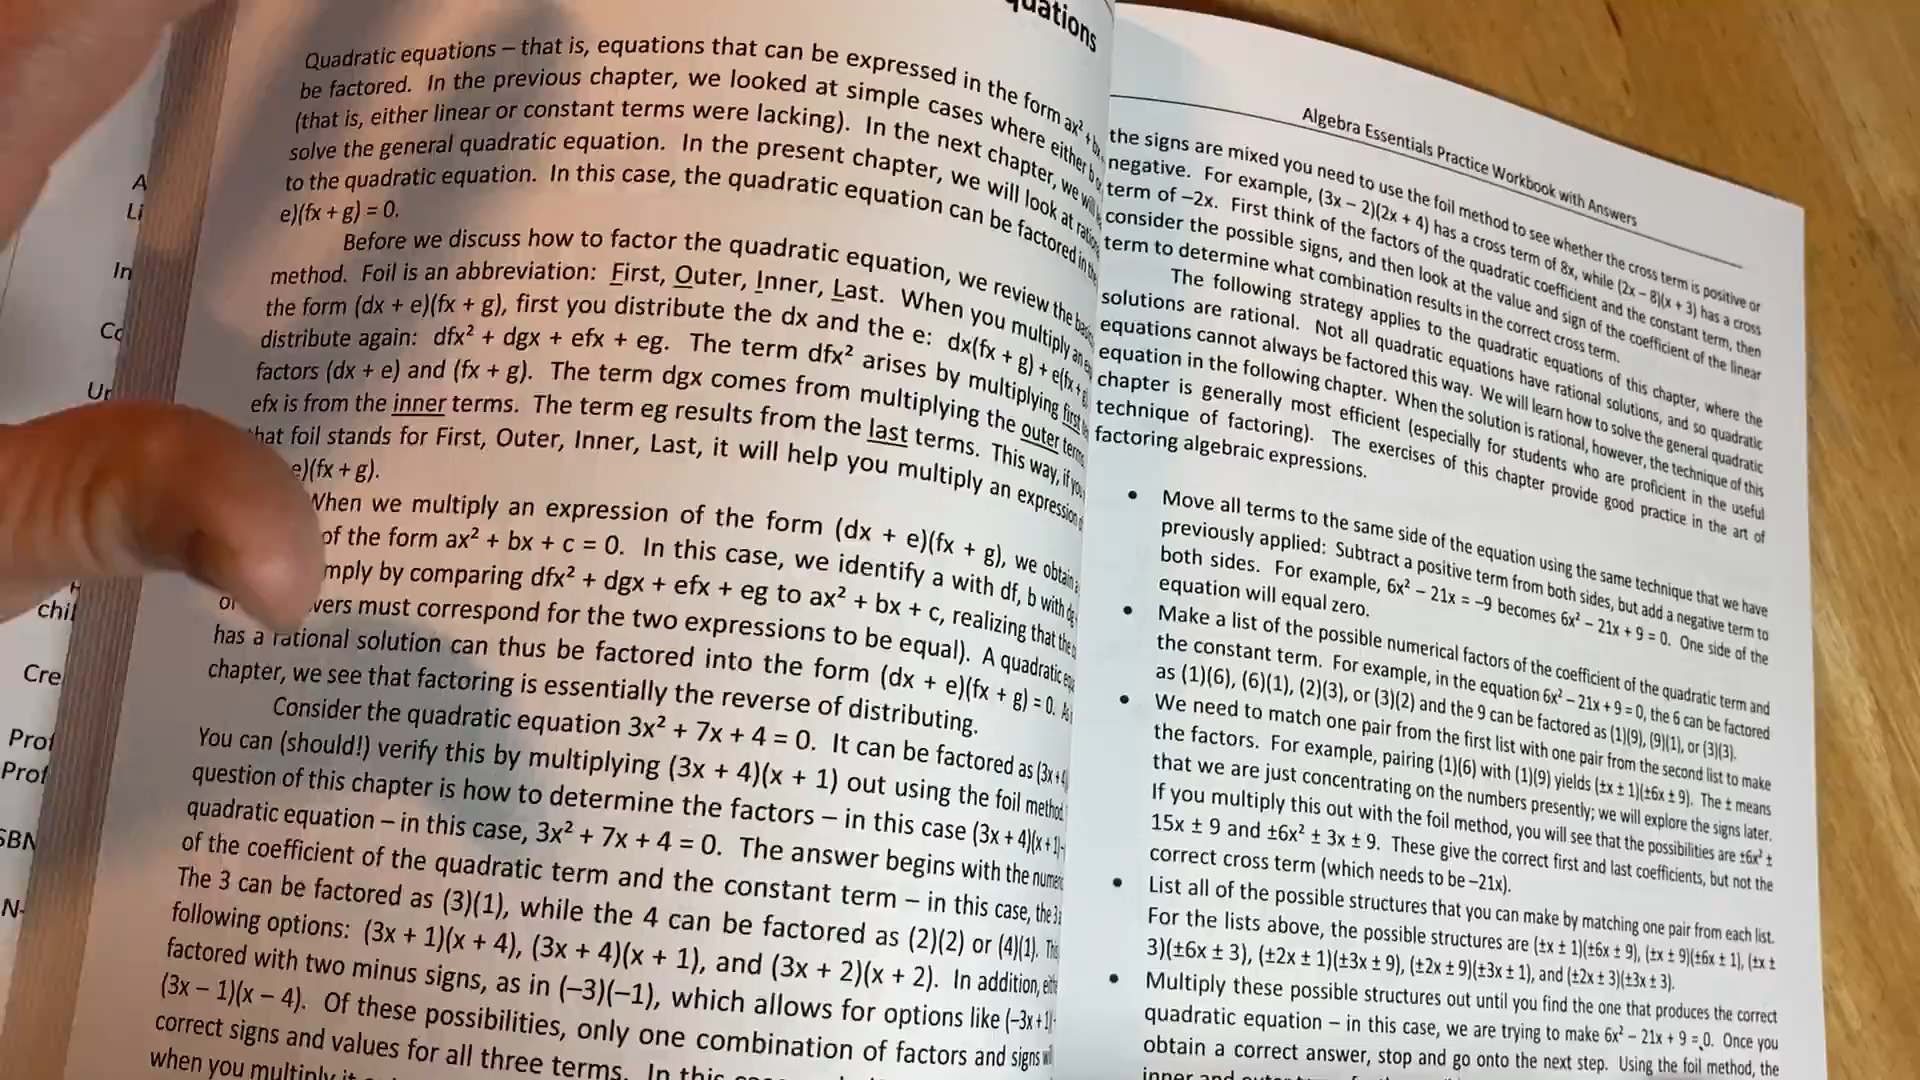 quations
Quadratic equations – that is, equations that can be expressed in the form ax² + bx
be factored. In the previous chapter, we looked at simple cases where either b or
(that is, either linear or constant terms were lacking). In the next chapter, we will
solve the general quadratic equation. In the present chapter, we will look at ratio
to the quadratic equation. In this case, the quadratic equation can be factored in the
e)(fx + g) = 0.
Before we discuss how to factor the quadratic equation, we review the
method. Foil is an abbreviation: First, Outer, Inner, Last. When you multiply an
the form (dx + e)(fx + g), first you distribute the dx and the e: dx(fx + g) + e(fx + g)
distribute again: dfx² + dgx + efx + eg. The term dfx² arises by multiplying first
factors (dx + e) and (fx + g). The term dgx comes from multiplying the outer terms
efx is from the inner terms. The term eg results from the last terms. This way, if you
that foil stands for First, Outer, Inner, Last, it will help you multiply an expression
e)(fx + g).
When we multiply an expression of the form (dx + e)(fx + g), we obtain
of the form ax² + bx + c = 0. In this case, we identify a with df, b with dg
mply by comparing dfx² + dgx + efx + eg to ax² + bx + c, realizing that the
of vers must correspond for the two expressions to be equal). A quadratic
has a rational solution can thus be factored into the form (dx + e)(fx + g) = 0.
chapter, we see that factoring is essentially the reverse of distributing.
Consider the quadratic equation 3x² + 7x + 4 = 0. It can be factored as (3x + 4)
You can (should!) verify this by multiplying (3x + 4)(x + 1) out using the foil method
question of this chapter is how to determine the factors – in this case (3x + 4)(x + 1) –
quadratic equation – in this case, 3x² + 7x + 4 = 0. The answer begins with the numer
of the coefficient of the quadratic term and the constant term – in this case, the 3
The 3 can be factored as (3)(1), while the 4 can be factored as (2)(2) or (4)(1). This
following options: (3x + 1)(x + 4), (3x + 4)(x + 1), and (3x + 2)(x + 2). In addition,
factored with two minus signs, as in (–3)(–1), which allows for options like (–3x + 1)
(3x – 1)(x – 4). Of these possibilities, only one combination of factors and signs
correct signs and values for all three terms. In this
when you multiply it
Algebra Essentials Practice Workbook with Answers
the signs are mixed you need to use the foil method to see whether the cross term is positive or
negative. For example, (3x – 2)(2x + 4) has a cross term of 8x, while (2x – 8)(x + 3) has a cross
term of –2x. First think of the factors of the quadratic coefficient and the constant term, then
consider the possible signs, and then look at the value and sign of the coefficient of the linear
term to determine what combination results in the correct cross term.
The following strategy applies to the quadratic equations of this chapter, where the
solutions are rational. Not all quadratic equations have rational solutions, and so quadratic
equations cannot always be factored this way. We will learn how to solve the general quadratic
equation in the following chapter. When the solution is rational, however, the technique of this
chapter is generally most efficient (especially for students who are proficient in the useful
technique of factoring). The exercises of this chapter provide good practice in the art of
factoring algebraic expressions.
• Move all terms to the same side of the equation using the same technique that we have
previously applied: Subtract a positive term from both sides, but add a negative term to
both sides. For example, 6x² – 21x = –9 becomes 6x² – 21x + 9 = 0. One side of the
equation will equal zero.
• Make a list of the possible numerical factors of the coefficient of the quadratic term and
the constant term. For example, in the equation 6x² – 21x + 9 = 0, the 6 can be factored
as (1)(6), (6)(1), (2)(3), or (3)(2) and the 9 can be factored as (1)(9), (9)(1), or (3)(3).
• We need to match one pair from the first list with one pair from the second list to make
the factors. For example, pairing (1)(6) with (1)(9) yields (±x ± 1)(±6x ± 9). The ± means
that we are just concentrating on the numbers presently; we will explore the signs later.
If you multiply this out with the foil method, you will see that the possibilities are ±6x² ±
15x ± 9 and ±6x² ± 3x ± 9. These give the correct first and last coefficients, but not the
correct cross term (which needs to be –21x).
• List all of the possible structures that you can make by matching one pair from each list.
For the lists above, the possible structures are (±x ± 1)(±6x ± 9), (±x ± 9)(±6x ± 1), (±x ±
3)(±6x ± 3), (±2x ± 1)(±3x ± 9), (±2x ± 9)(±3x ± 1), and (±2x ± 3)(±3x ± 3).
• Multiply these possible structures out until you find the one that produces the correct
quadratic equation – in this case, we are trying to make 6x² – 21x + 9 = 0. Once you
obtain a correct answer, stop and go onto the next step. Using the foil method, the
A
Li
In
Co
Ur
chil
Cre
Prof
Prof
SBN
N-